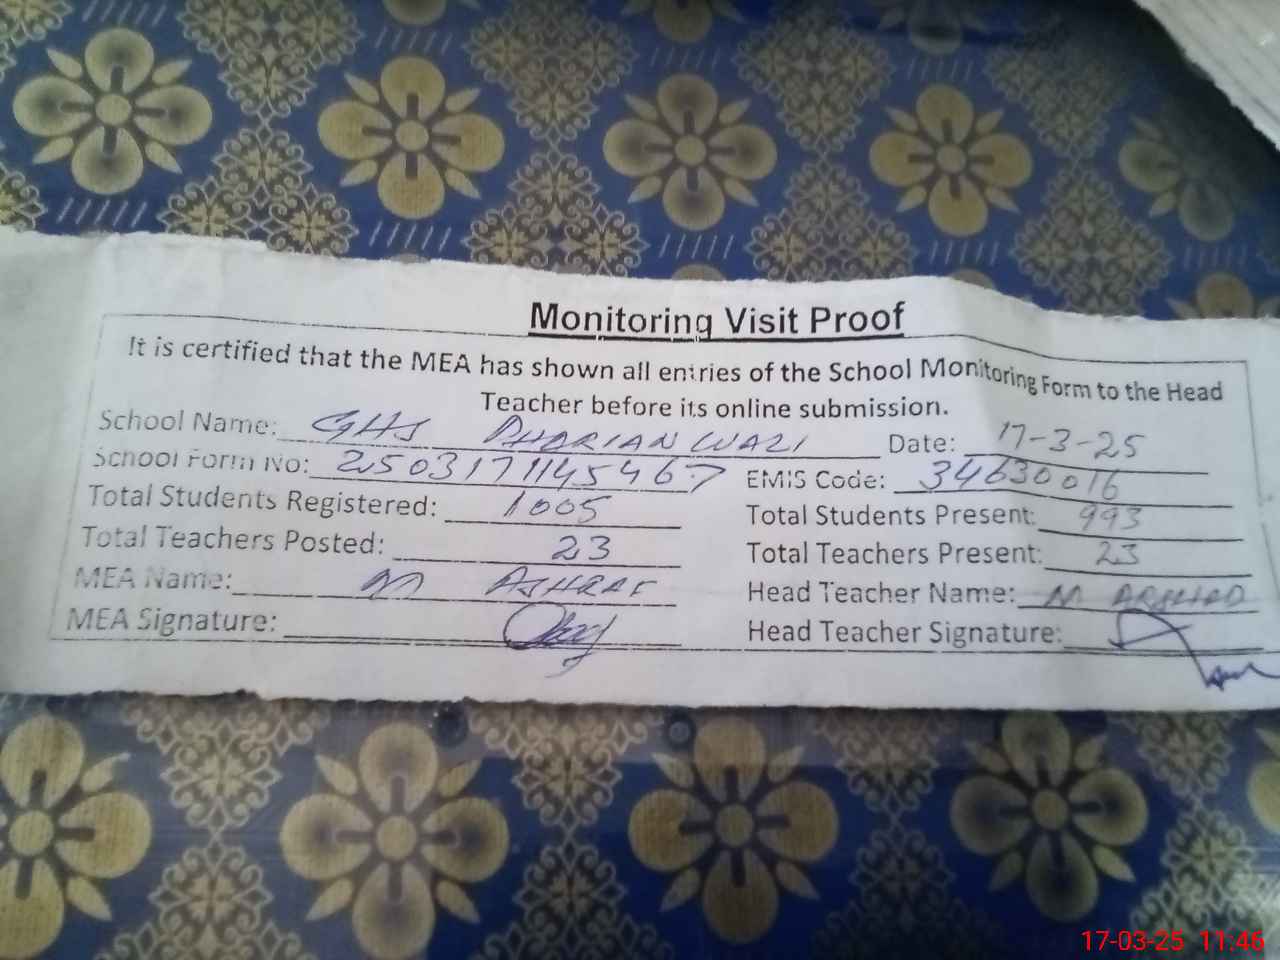 Monitoring Visit Proof
It is certified that the MEA has shown all entries of the School Monitoring Form to the Head
Teacher before its online submission.
School Name: GHS DHARIAN WALI Date: 17-3-25
School Form No: 2503171145467 EMIS Code: 34630016
Total Students Registered: 1005 Total Students Present: 993
Total Teachers Posted: 23 Total Teachers Present: 23
MEA Name: M ASHRAF Head Teacher Name: M ARSHAD
MEA Signature: Head Teacher Signature:
17-03-25 11:46